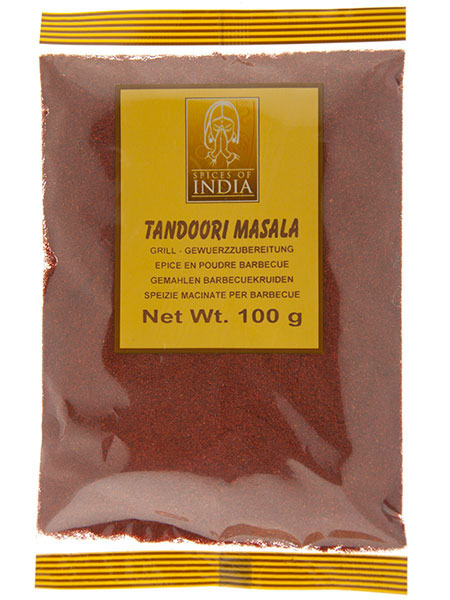 SPICES OF
INDIA
TANDOORI MASALA
GRILL - GEWUERZZUBEREITUNG
EPICE EN POUDRE BARBECUE
GEMAHLEN BARBECUEKRUIDEN
SPEIZIE MACINATE PER BARBECUE
Net Wt. 100 g